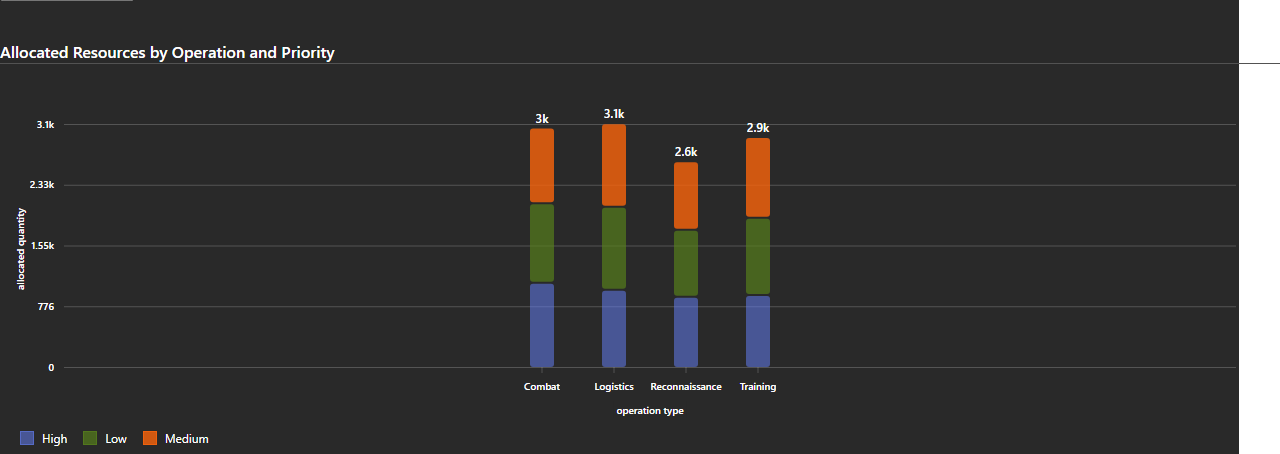 Allocated Resources by Operation and Priority
3k
3.1k
2.6k
2.9k
3.1k
2.33k
1.55k
776
0
allocated quantity
Combat
Logistics
Reconnaissance
Training
operation type
High
Low
Medium